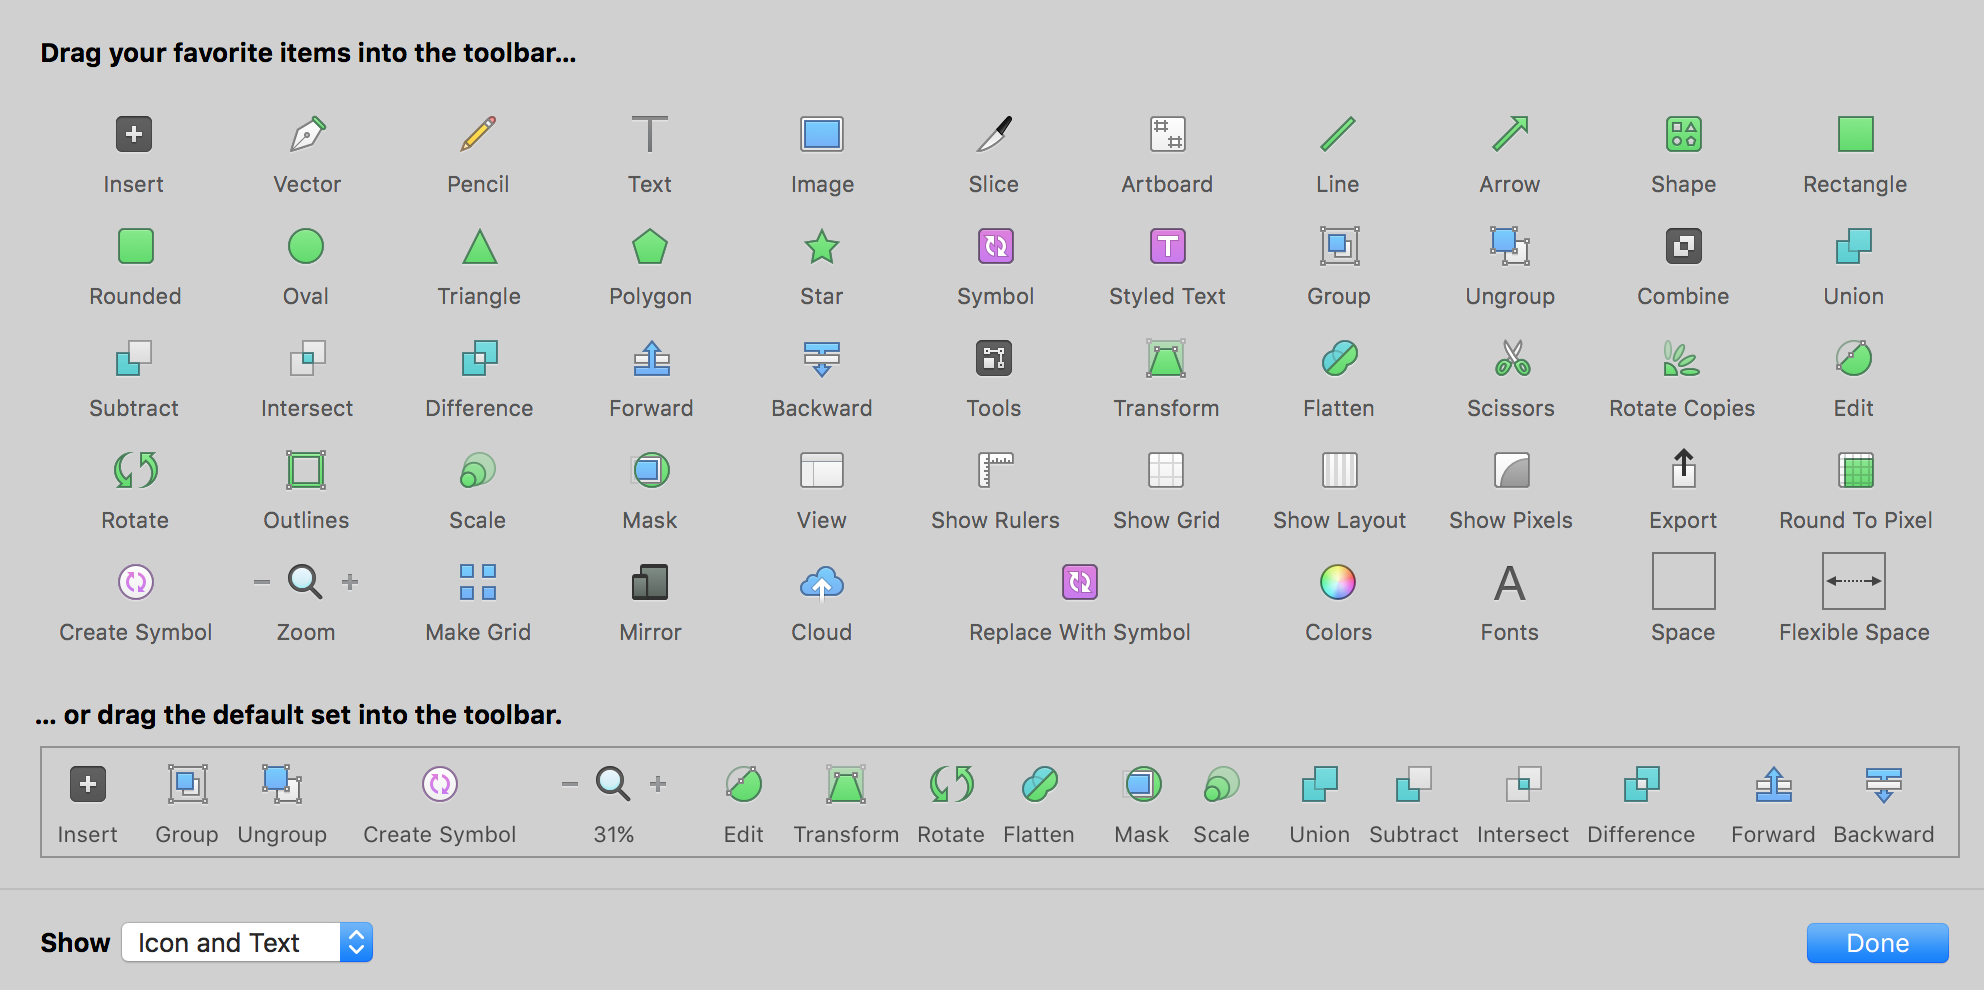 Drag your favorite items into the toolbar...
Insert Vector Pencil Text Image Slice Artboard Line Arrow Shape Rectangle
Rounded Oval Triangle Polygon Star Symbol Styled Text Group Ungroup Combine Union
Subtract Intersect Difference Forward Backward Tools Transform Flatten Scissors Rotate Copies Edit
Rotate Outlines Scale Mask View Show Rulers Show Grid Show Layout Show Pixels Export Round To Pixel
Create Symbol Zoom Make Grid Mirror Cloud Replace With Symbol Colors Fonts Space Flexible Space
... or drag the default set into the toolbar.
Insert Group Ungroup Create Symbol 31% Edit Transform Rotate Flatten Mask Scale Union Subtract Intersect Difference Forward Backward
Show Icon and Text Done